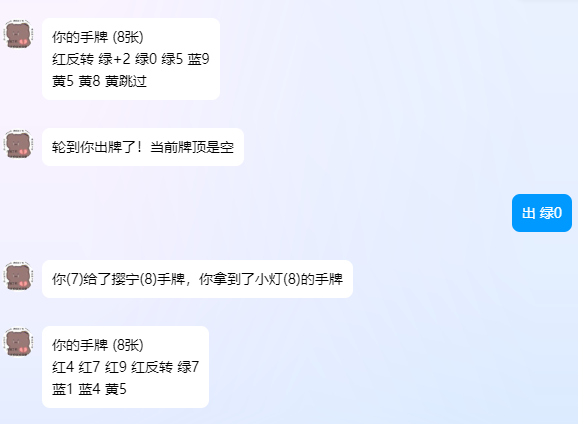 你的手牌 (8张)
红反转 绿+2 绿0 绿5 蓝9
黄5 黄8 黄跳过
轮到你出牌了！当前牌顶是空
出 绿0
你(7)给了撄宁(8)手牌，你拿到了小灯(8)的手牌
你的手牌 (8张)
红4 红7 红9 红反转 绿7
蓝1 蓝4 黄5